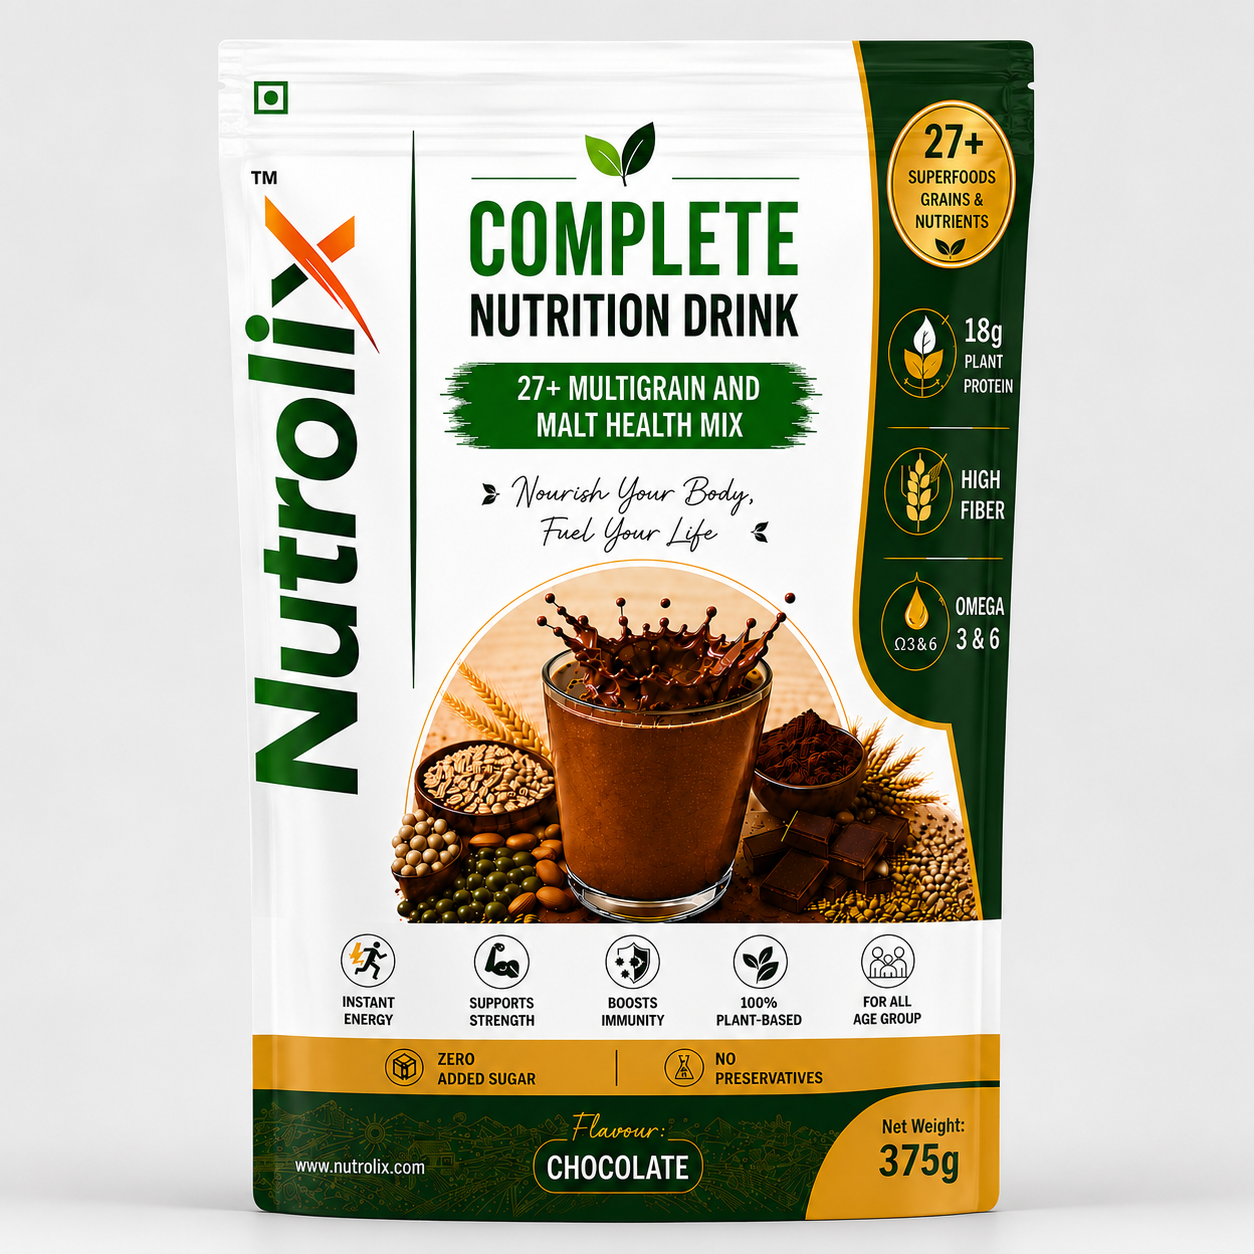 TM
Nutrolix
COMPLETE
NUTRITION DRINK
27+ MULTIGRAIN AND
MALT HEALTH MIX
Nourish Your Body,
Fuel Your Life
27+
SUPERFOODS
GRAINS &
NUTRIENTS
18g
PLANT
PROTEIN
HIGH
FIBER
Ω3&6
OMEGA
3 & 6
INSTANT
ENERGY
SUPPORTS
STRENGTH
BOOSTS
IMMUNITY
100%
PLANT-BASED
FOR ALL
AGE GROUP
ZERO
ADDED SUGAR
NO
PRESERVATIVES
www.nutrolix.com
Flavour:
CHOCOLATE
Net Weight:
375g